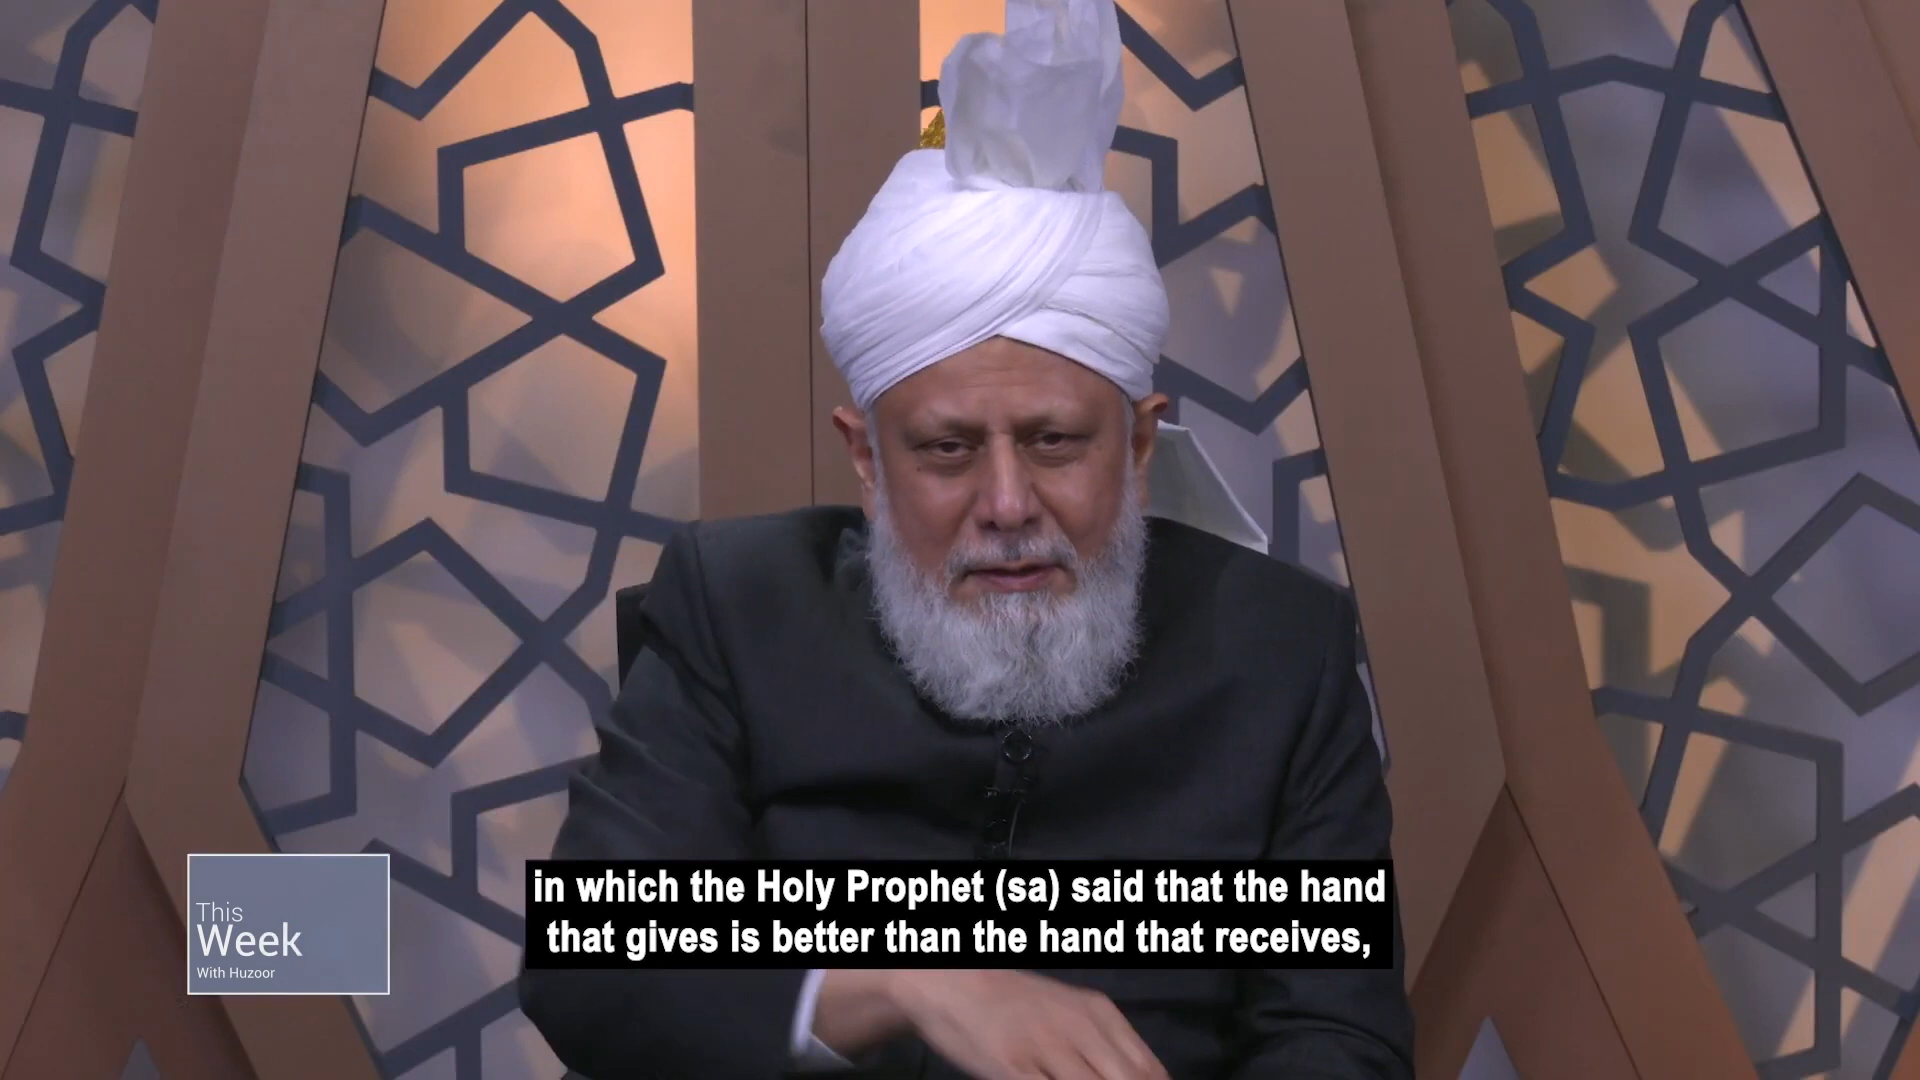 This
Week
With Huzoor
in which the Holy Prophet (sa) said that the hand
that gives is better than the hand that receives,